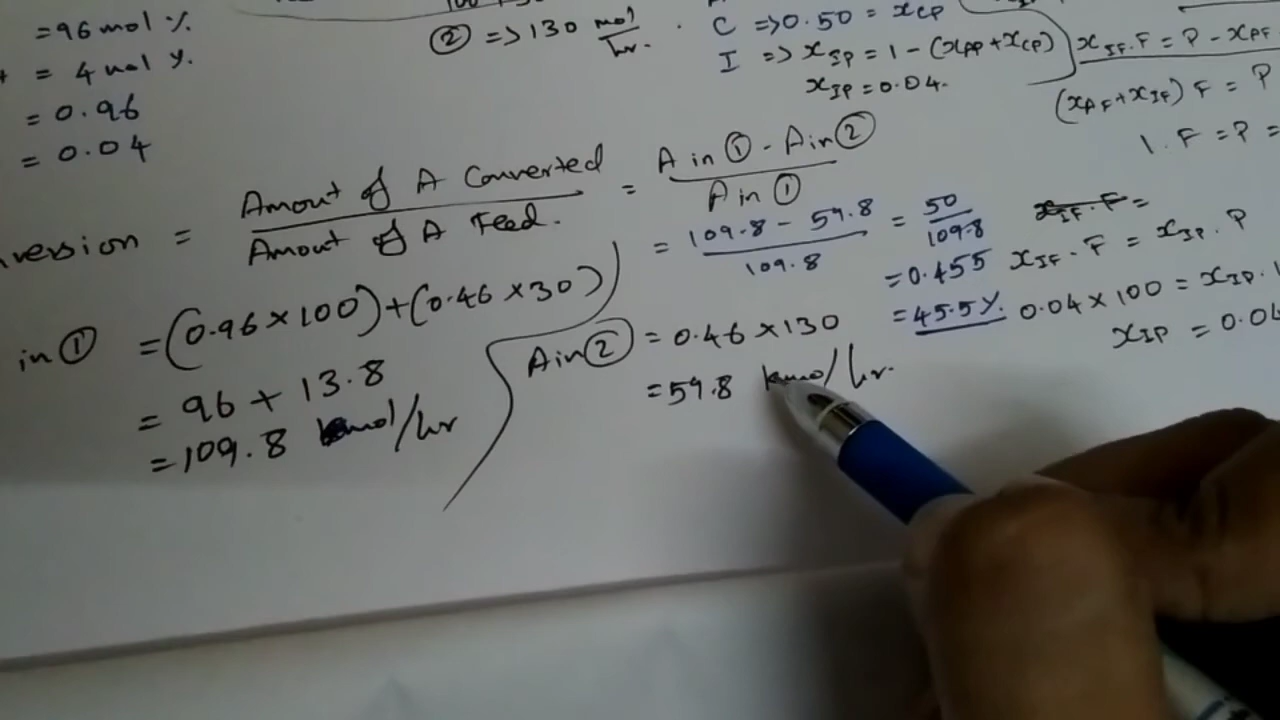 = 96 mol %
= 4 mol %
= 0.96
= 0.04
② => 130 mol/hr.
C => 0.50 = xCP
I => xIP = 1 - (xAP + xCP)
xIP = 0.04.
xIF . F = P - xAF
(xAF + xIF) F = P
1. F = P =
version = Amount of A Converted / Amount of A Feed. = A in ① - A in ② / A in ①
= 109.8 - 59.8 / 109.8 = 50 / 109.8
= 0.455
= 45.5 %.
xIF . F =
xIF . F = xIP . P
0.04 × 100 = xIP .
xIP = 0.04
in ① = (0.96 × 100) + (0.46 × 30)
= 96 + 13.8
= 109.8 kmol/hr
A in ② = 0.46 × 130
= 59.8 kmol/hr.